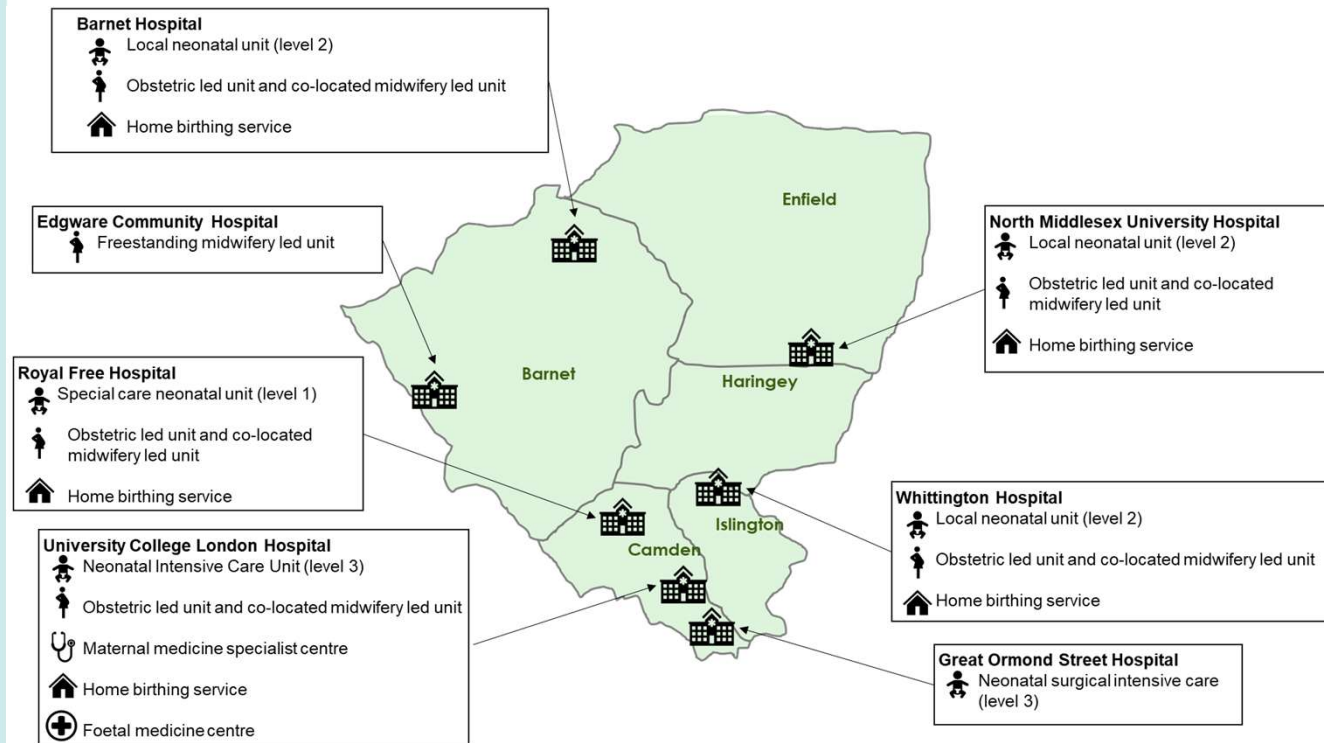 Barnet Hospital
Local neonatal unit (level 2)
Obstetric led unit and co-located midwifery led unit
Home birthing service
Edgware Community Hospital
Freestanding midwifery led unit
Royal Free Hospital
Special care neonatal unit (level 1)
Obstetric led unit and co-located
midwifery led unit
Home birthing service
University College London Hospital
Neonatal Intensive Care Unit (level 3)
Obstetric led unit and co-located midwifery led unit
Maternal medicine specialist centre
Home birthing service
Foetal medicine centre
Enfield
Barnet
Haringey
Islington
Camden
North Middlesex University Hospital
Local neonatal unit (level 2)
Obstetric led unit and co-located
midwifery led unit
Home birthing service
Whittington Hospital
Local neonatal unit (level 2)
Obstetric led unit and co-located midwifery led unit
Home birthing service
Great Ormond Street Hospital
Neonatal surgical intensive care
(level 3)